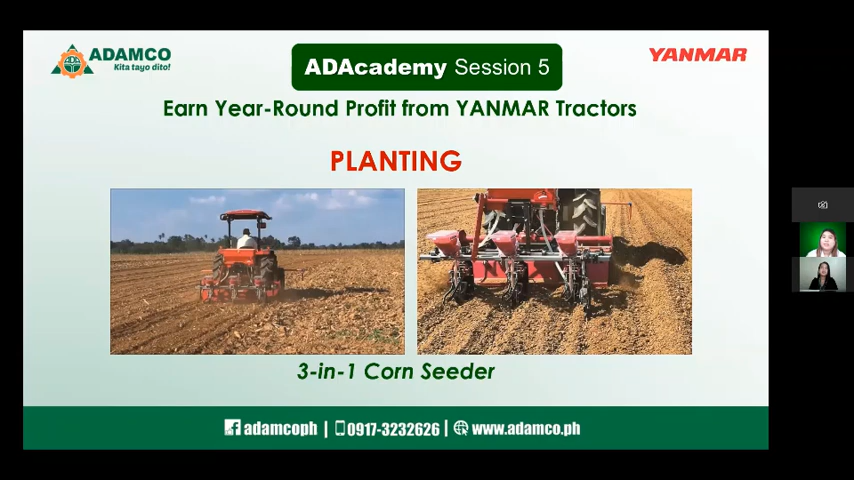 ADAMCO
Kita tayo dito!
ADAcademy Session 5
YANMAR
Earn Year-Round Profit from YANMAR Tractors
PLANTING
3-in-1 Corn Seeder
adamcoph | 0917-3232626 | www.adamco.ph